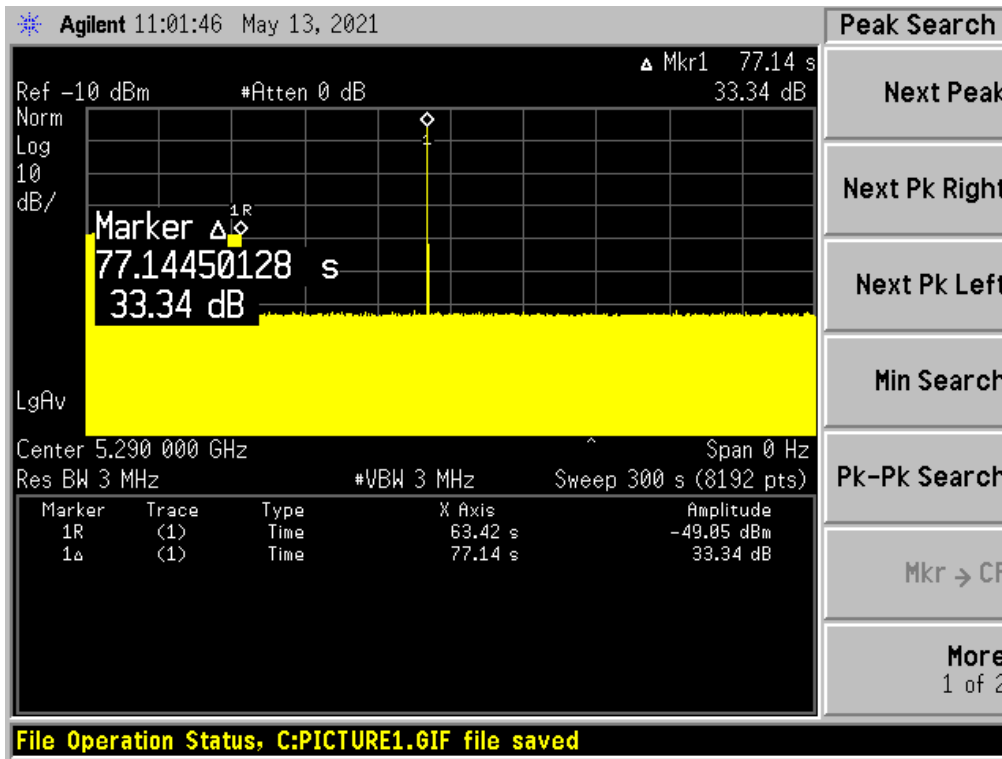 Agilent 11:01:46 May 13, 2021
Peak Search
Δ Mkr1 77.14 s
Ref -10 dBm #Atten 0 dB 33.34 dB
Norm
Log
10
dB/
1
1R
Marker Δ
77.14450128 s
33.34 dB
LgAv
Center 5.290 000 GHz Span 0 Hz
Res BW 3 MHz #VBW 3 MHz Sweep 300 s (8192 pts)
Marker Trace Type X Axis Amplitude
1R (1) Time 63.42 s -49.05 dBm
1Δ (1) Time 77.14 s 33.34 dB
Next Peak
Next Pk Right
Next Pk Left
Min Search
Pk-Pk Search
Mkr → CF
More
1 of 2
File Operation Status, C:PICTURE1.GIF file saved